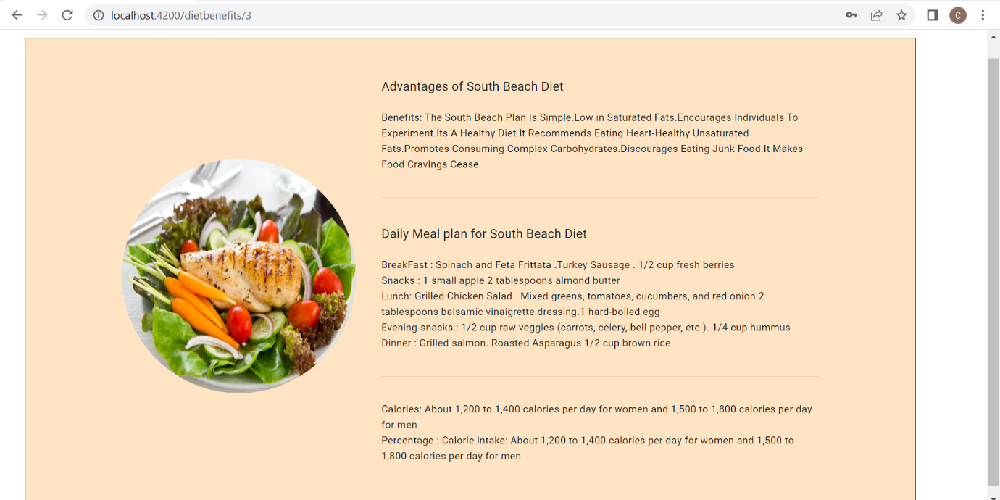 localhost:4200/dietbenefits/3
C
Advantages of South Beach Diet
Benefits: The South Beach Plan Is Simple.Low in Saturated Fats.Encourages Individuals To
Experiment.Its A Healthy Diet.It Recommends Eating Heart-Healthy Unsaturated
Fats.Promotes Consuming Complex Carbohydrates.Discourages Eating Junk Food.It Makes
Food Cravings Cease.
Daily Meal plan for South Beach Diet
BreakFast : Spinach and Feta Frittata .Turkey Sausage . 1/2 cup fresh berries
Snacks : 1 small apple 2 tablespoons almond butter
Lunch: Grilled Chicken Salad . Mixed greens, tomatoes, cucumbers, and red onion.2
tablespoons balsamic vinaigrette dressing.1 hard-boiled egg
Evening-snacks : 1/2 cup raw veggies (carrots, celery, bell pepper, etc.). 1/4 cup hummus
Dinner : Grilled salmon. Roasted Asparagus 1/2 cup brown rice
Calories: About 1,200 to 1,400 calories per day for women and 1,500 to 1,800 calories per day
for men
Percentage : Calorie intake: About 1,200 to 1,400 calories per day for women and 1,500 to
1,800 calories per day for men